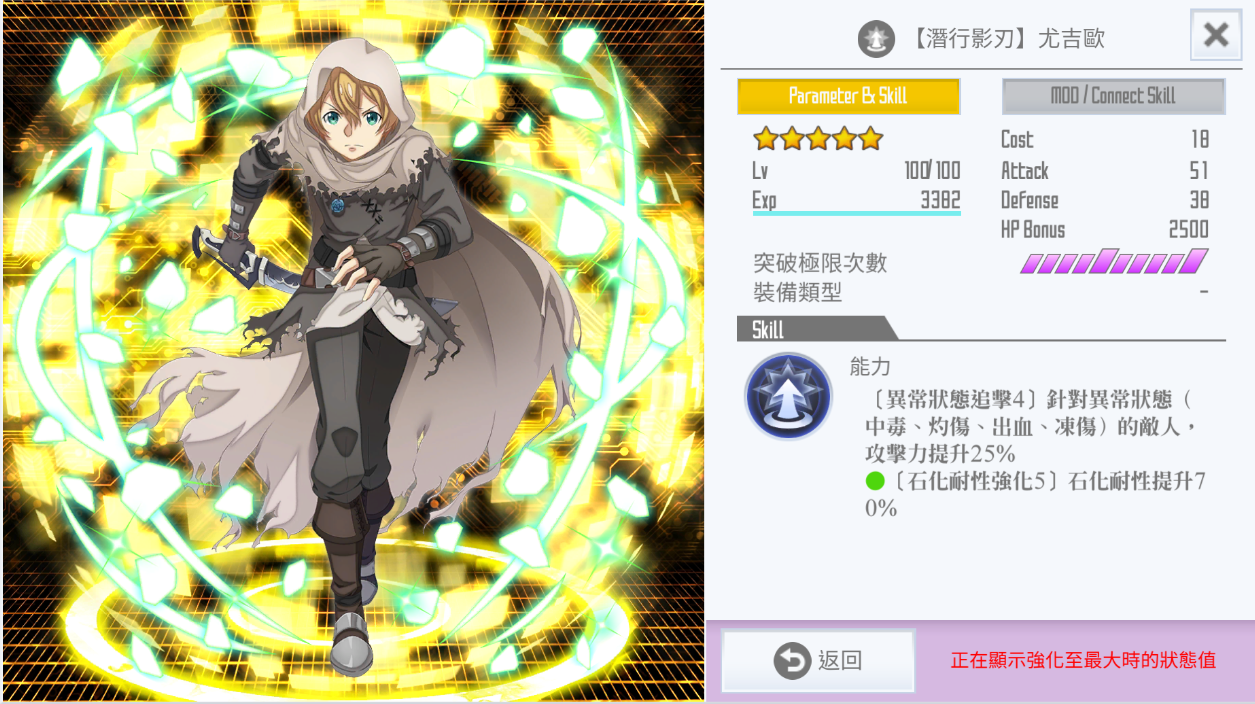 【潛行影刃】尤吉歐
Parameter & Skill
MOD / Connect Skill
Lv 100/100
Exp 3382
Cost 18
Attack 51
Defense 38
HP Bonus 2500
突破極限次數
裝備類型 -
Skill
能力
〔異常狀態追擊4〕針對異常狀態（
中毒、灼傷、出血、凍傷）的敵人，
攻擊力提升25%
〔石化耐性強化5〕石化耐性提升7
0%
返回
正在顯示強化至最大時的狀態值